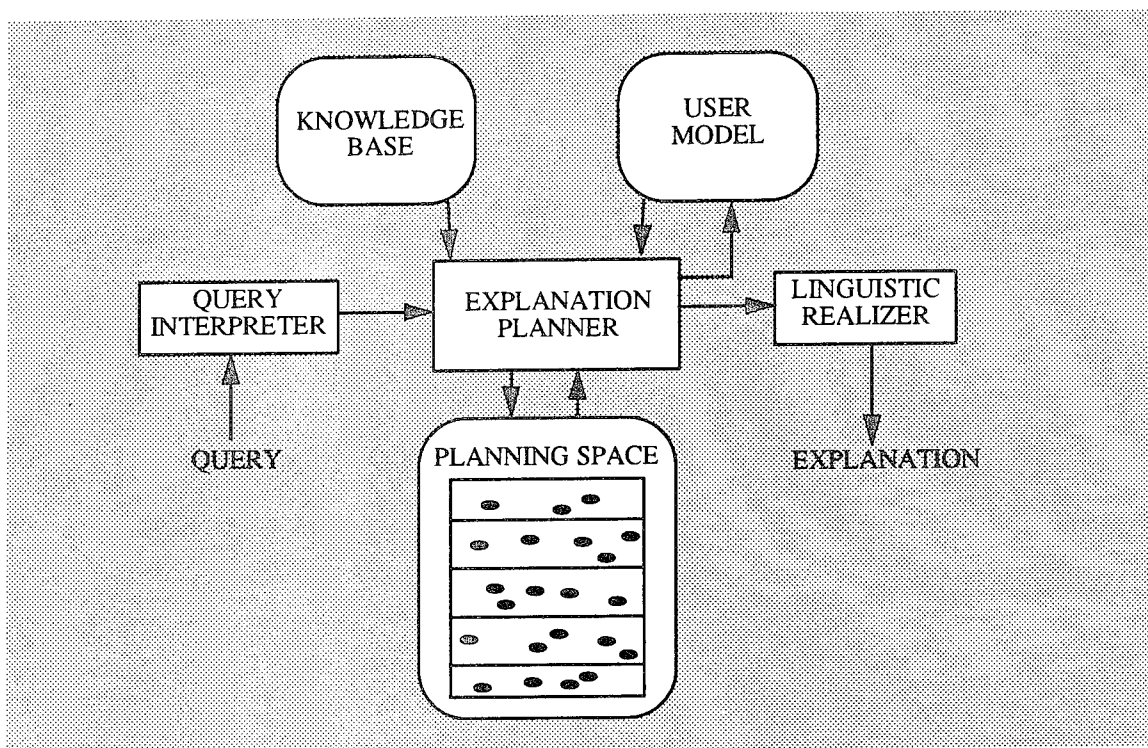 KNOWLEDGE
BASE
USER
MODEL
QUERY
INTERPRETER
EXPLANATION
PLANNER
LINGUISTIC
REALIZER
QUERY
PLANNING SPACE
EXPLANATION